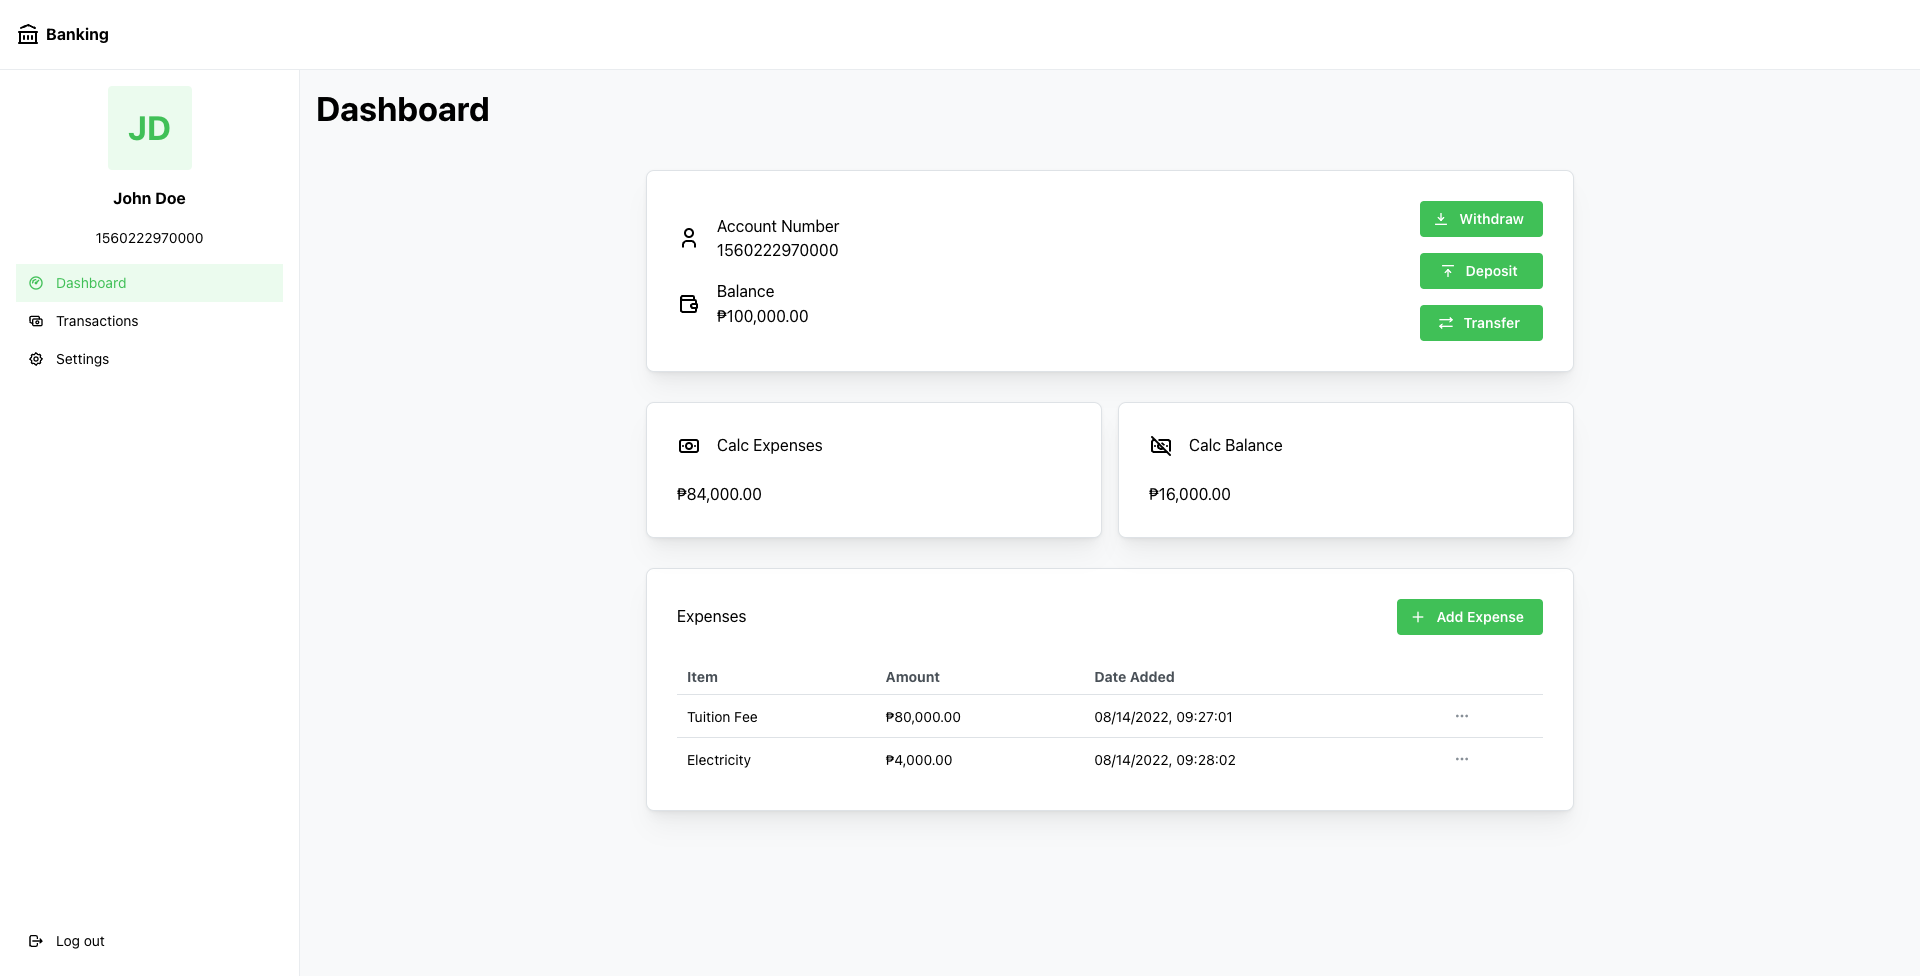 Banking
JD
John Doe
1560222970000
Dashboard
Transactions
Settings
Log out
Dashboard
Account Number
1560222970000
Balance
₱100,000.00
Withdraw
Deposit
Transfer
Calc Expenses
₱84,000.00
Calc Balance
₱16,000.00
Expenses
Add Expense
Item Amount Date Added
Tuition Fee ₱80,000.00 08/14/2022, 09:27:01
Electricity ₱4,000.00 08/14/2022, 09:28:02